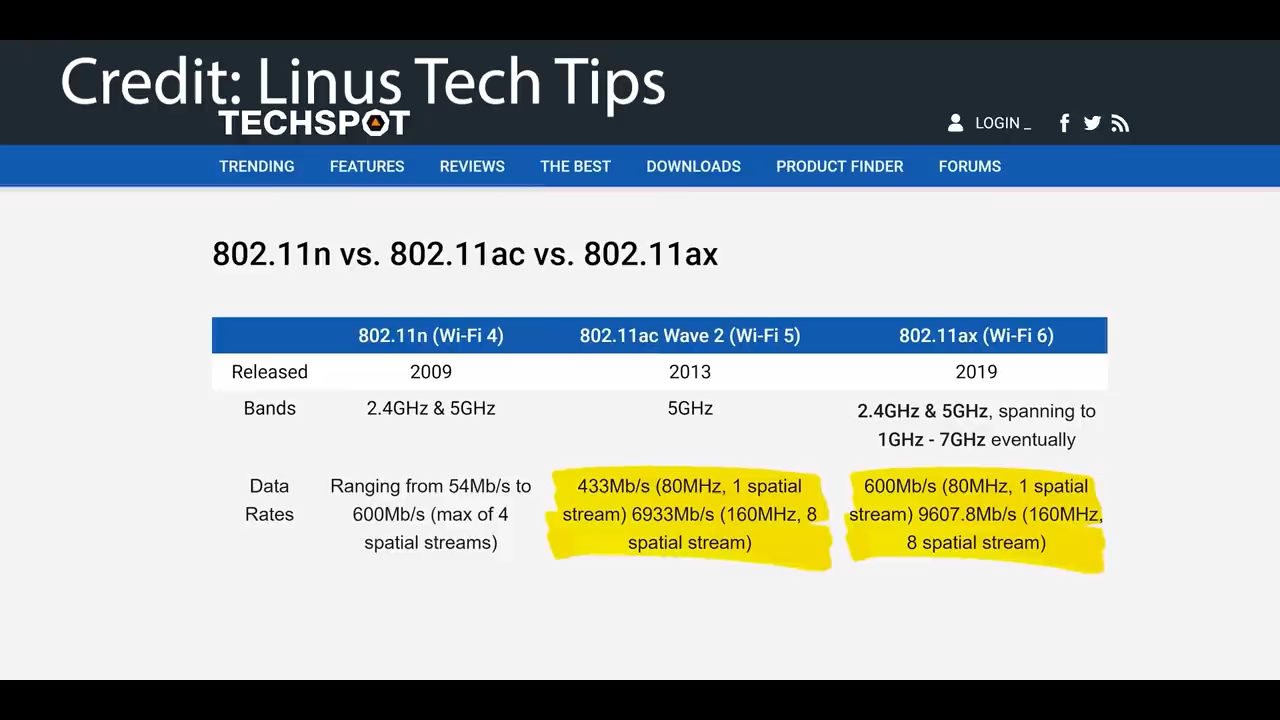 Credit: Linus Tech Tips
TECHSPOT
LOGIN _
TRENDING FEATURES REVIEWS THE BEST DOWNLOADS PRODUCT FINDER FORUMS
802.11n vs. 802.11ac vs. 802.11ax
802.11n (Wi-Fi 4) 802.11ac Wave 2 (Wi-Fi 5) 802.11ax (Wi-Fi 6)
Released 2009 2013 2019
Bands 2.4GHz & 5GHz 5GHz 2.4GHz & 5GHz, spanning to
1GHz - 7GHz eventually
Data Ranging from 54Mb/s to 433Mb/s (80MHz, 1 spatial 600Mb/s (80MHz, 1 spatial
Rates 600Mb/s (max of 4 stream) 6933Mb/s (160MHz, 8 stream) 9607.8Mb/s (160MHz,
spatial streams) spatial stream) 8 spatial stream)